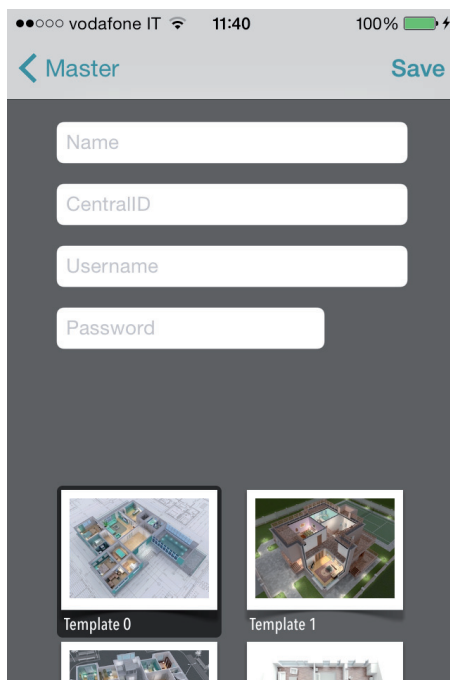 vodafone IT 11:40 100%
Master Save
Name
CentralID
Username
Password
Template 0 Template 1